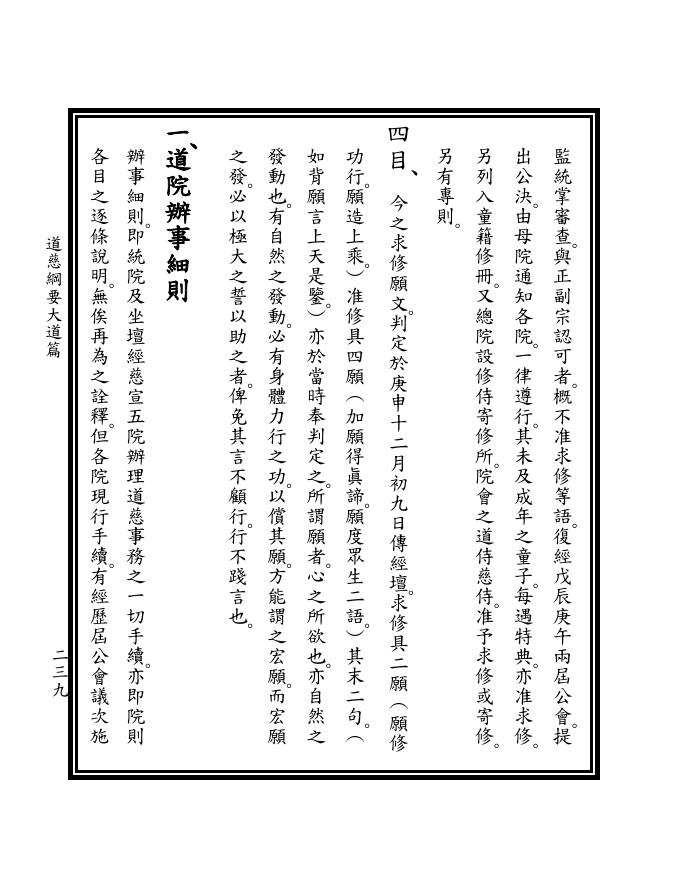 監統掌審查。與正副宗認可者。概不准求修等語。復經戊辰庚午兩屆公會。提
出公決。由母院通知各院。一律遵行。其未及成年之童子。每遇特典。亦准求修。
另列入童籍修冊。又總院設修侍寄修所。院會之道侍慈侍。准予求修或寄修。
另有專則。
四目、今之求修願文。判定於庚申十二月初九日傳經壇。求修具二願（願修
功行。願造上乘。）准修具四願（加願得眞諦。願度眾生二語。）其末二句。（
如背願言上天是鑒。）亦於當時奉判定之。所謂願者。心之所欲也。亦自然之
發動也。有自然之發動。必有身體力行之功。以償其願。方能謂之宏願。而宏願
之發。必以極大之誓以助之者。俾免其言不顧行。行不踐言也。
一、道院辦事細則
辦事細則。即統院及坐壇經慈宣五院辦理道慈事務之一切手續。亦即院則
各目之逐條說明。無俟再為之詮釋。但各院現行手續。有經歷屆公會議次施
道慈綱要大道篇
二三九